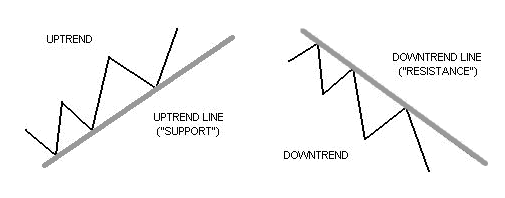 UPTREND
UPTREND LINE
("SUPPORT")
DOWNTREND LINE
("RESISTANCE")
DOWNTREND